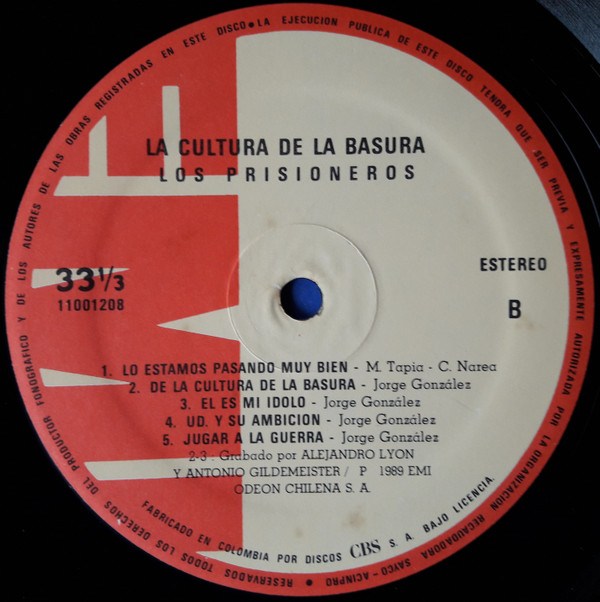 LA CULTURA DE LA BASURA
LOS PRISIONEROS
33⅓
11001208
ESTEREO
B
1. LO ESTAMOS PASANDO MUY BIEN - M. Tapia - C. Narea
2. DE LA CULTURA DE LA BASURA - Jorge González
3. EL ES MI IDOLO - Jorge González
4. UD. Y SU AMBICION - Jorge González
5. JUGAR A LA GUERRA - Jorge González
2-3 : Grabado por ALEJANDRO LYON
Y ANTONIO GILDEMEISTER / P 1989 EMI
ODEON CHILENA S. A.
FABRICADO EN COLOMBIA POR DISCOS CBS S. A. BAJO LICENCIA.
RESERVADOS TODOS LOS DERECHOS DEL PRODUCTOR FONOGRAFICO Y DE LOS AUTORES DE LAS OBRAS REGISTRADAS EN ESTE DISCO ● LA EJECUCION PUBLICA DE ESTE DISCO TENDRA QUE SER PREVIA Y EXPRESAMENTE AUTORIZADA POR LA ORGANIZACION RECAUDADORA SAYCO - ACINPRO ●